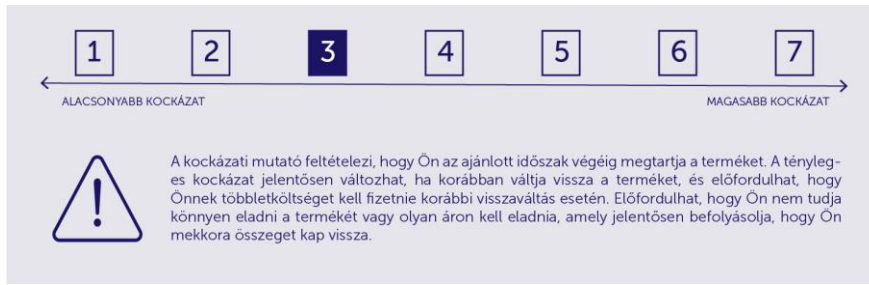 1 2 3 4 5 6 7
ALACSONYABB KOCKÁZAT MAGASABB KOCKÁZAT
A kockázati mutató feltételezi, hogy Ön az ajánlott időszak végéig megtartja a terméket. A tényleg-
es kockázat jelentősen változhat, ha korábban váltja vissza a terméket, és előfordulhat, hogy
Önnek többletköltséget kell fizetnie korábbi visszaváltás esetén. Előfordulhat, hogy Ön nem tudja
könnyen eladni a termékét vagy olyan áron kell eladnia, amely jelentősen befolyásolja, hogy Ön
mekkora összeget kap vissza.